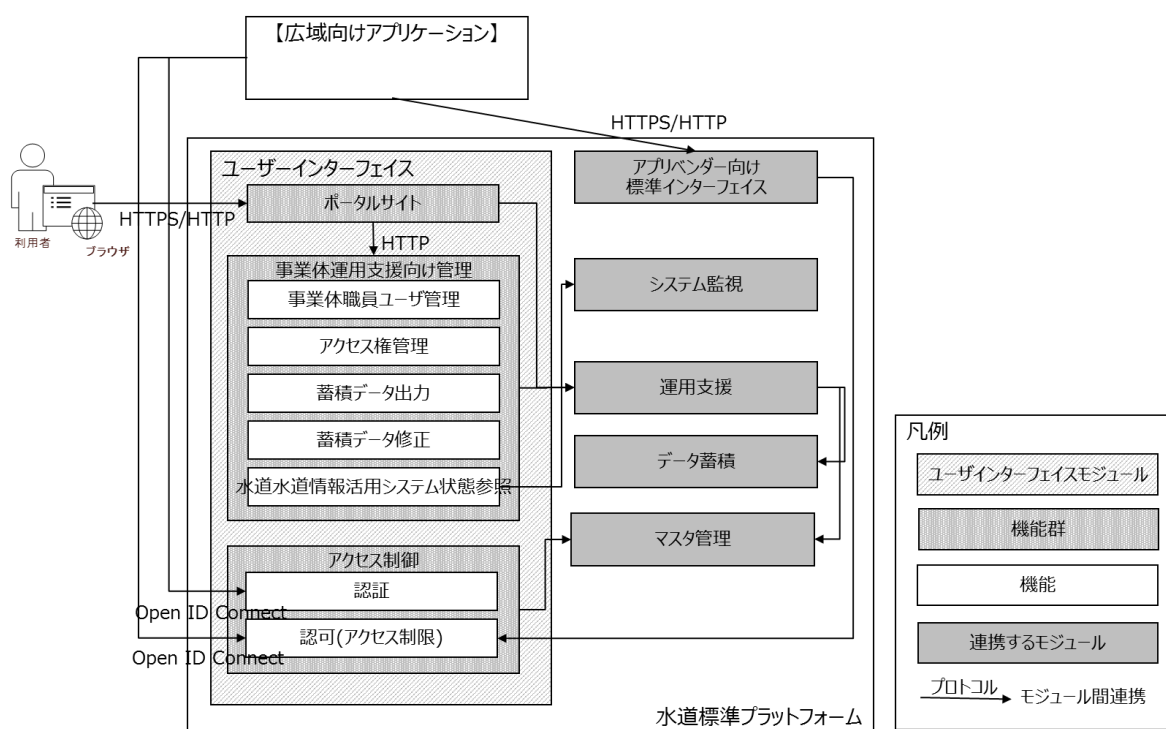 【広域向けアプリケーション】
HTTPS/HTTP
ユーザーインターフェイス
アプリベンダー向け
標準インターフェイス
ポータルサイト
HTTPS/HTTP
利用者
ブラウザ
HTTP
事業体運用支援向け管理
事業体職員ユーザ管理
システム監視
アクセス権管理
蓄積データ出力
運用支援
蓄積データ修正
データ蓄積
水道水道情報活用システム状態参照
マスタ管理
アクセス制御
認証
Open ID Connect
認可(アクセス制限)
Open ID Connect
水道標準プラットフォーム
凡例
ユーザインターフェイスモジュール
機能群
機能
連携するモジュール
プロトコル
モジュール間連携